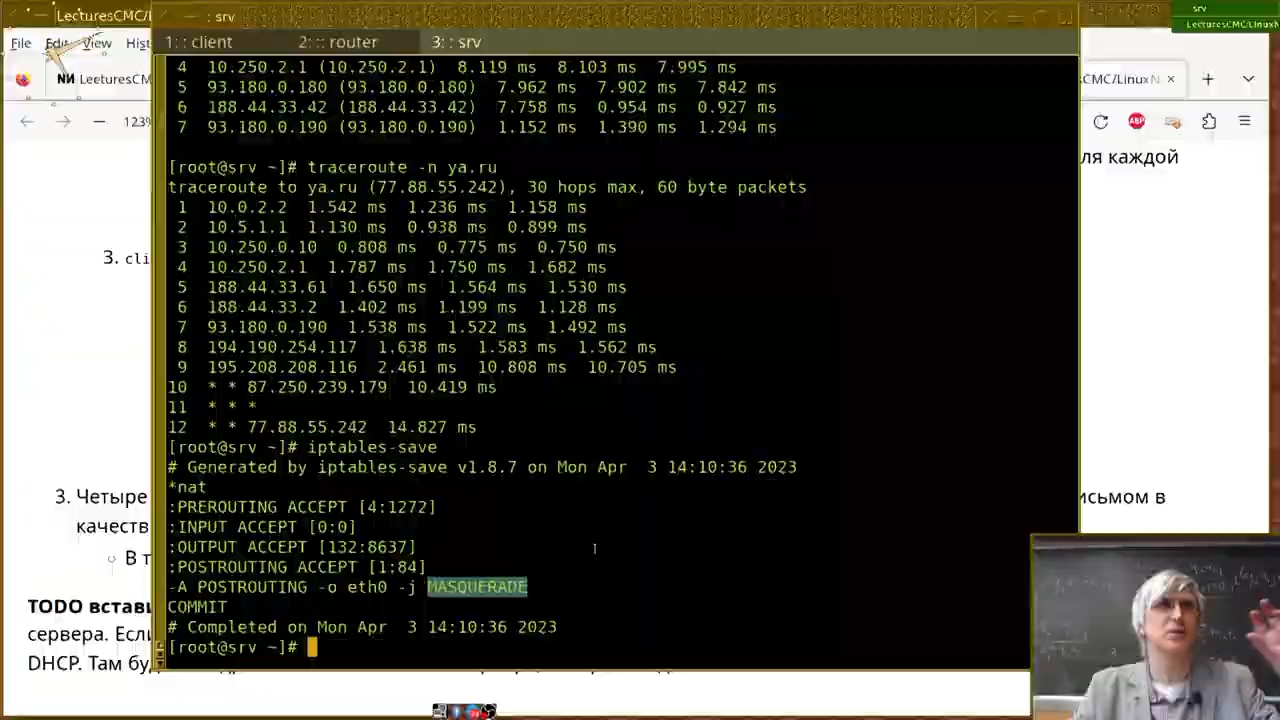 LecturesCMC/I
: srv
srv
LecturesCMC/LinuxN
File Edit View Hist
1: : client
2: : router
3: : srv
LecturesCM
sCMC/LinuxN
123%
ля каждой
3. cli
3. Четыре
исьмом в
качеств
В т
TODO встави
сервера. Если
DHCP. Там бу
4 10.250.2.1 (10.250.2.1) 8.119 ms 8.103 ms 7.995 ms
5 93.180.0.180 (93.180.0.180) 7.962 ms 7.902 ms 7.842 ms
6 188.44.33.42 (188.44.33.42) 7.758 ms 0.954 ms 0.927 ms
7 93.180.0.190 (93.180.0.190) 1.152 ms 1.390 ms 1.294 ms
[root@srv ~]# traceroute -n ya.ru
traceroute to ya.ru (77.88.55.242), 30 hops max, 60 byte packets
1 10.0.2.2 1.542 ms 1.236 ms 1.158 ms
2 10.5.1.1 1.130 ms 0.938 ms 0.899 ms
3 10.250.0.10 0.808 ms 0.775 ms 0.750 ms
4 10.250.2.1 1.787 ms 1.750 ms 1.682 ms
5 188.44.33.61 1.650 ms 1.564 ms 1.530 ms
6 188.44.33.2 1.402 ms 1.199 ms 1.128 ms
7 93.180.0.190 1.538 ms 1.522 ms 1.492 ms
8 194.190.254.117 1.638 ms 1.583 ms 1.562 ms
9 195.208.208.116 2.461 ms 10.808 ms 10.705 ms
10 * * 87.250.239.179 10.419 ms
11 * * *
12 * * 77.88.55.242 14.827 ms
[root@srv ~]# iptables-save
# Generated by iptables-save v1.8.7 on Mon Apr 3 14:10:36 2023
*nat
:PREROUTING ACCEPT [4:1272]
:INPUT ACCEPT [0:0]
:OUTPUT ACCEPT [132:8637]
:POSTROUTING ACCEPT [1:84]
-A POSTROUTING -o eth0 -j MASQUERADE
COMMIT
# Completed on Mon Apr 3 14:10:36 2023
[root@srv ~]#